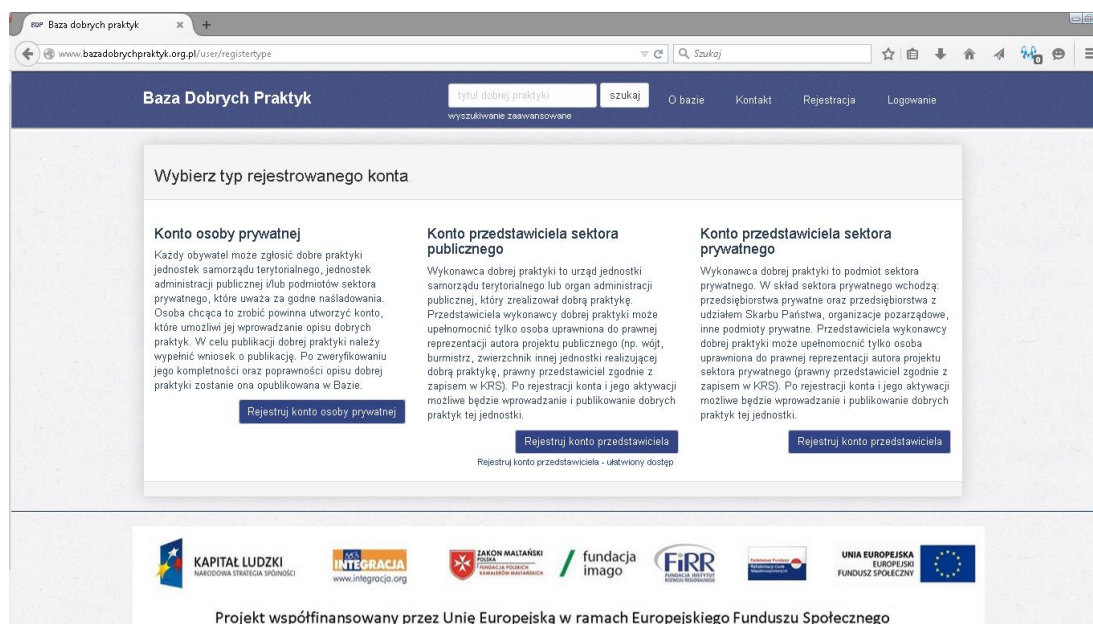 BDP Baza dobrych praktyk
www.bazadobrychpraktyk.org.pl/user/registertype
Szukaj
0
Baza Dobrych Praktyk
tytuł dobrej praktyki
szukaj
O bazie
Kontakt
Rejestracja
Logowanie
wyszukiwanie zaawansowane
Wybierz typ rejestrowanego konta
Konto osoby prywatnej
Każdy obywatel może zgłosić dobre praktyki
jednostek samorządu terytorialnego, jednostek
administracji publicznej i/lub podmiotów sektora
prywatnego, które uważa za godne naśladowania.
Osoba chcąca to zrobić powinna utworzyć konto,
które umożliwi jej wprowadzanie opisu dobrych
praktyk. W celu publikacji dobrej praktyki należy
wypełnić wniosek o publikację. Po zweryfikowaniu
jego kompletności oraz poprawności opisu dobrej
praktyki zostanie ona opublikowana w Bazie.
Rejestruj konto osoby prywatnej
Konto przedstawiciela sektora
publicznego
Wykonawca dobrej praktyki to urząd jednostki
samorządu terytorialnego lub organ administracji
publicznej, który zrealizował dobrą praktykę.
Przedstawiciela wykonawcy dobrej praktyki może
upełnomocnić tylko osoba uprawniona do prawnej
reprezentacji autora projektu publicznego (np. wójt,
burmistrz, zwierzchnik innej jednostki realizującej
dobrą praktykę, prawny przedstawiciel zgodnie z
zapisem w KRS). Po rejestracji konta i jego aktywacji
możliwe będzie wprowadzanie i publikowanie dobrych
praktyk tej jednostki.
Rejestruj konto przedstawiciela
Rejestruj konto przedstawiciela - ułatwiony dostęp
Konto przedstawiciela sektora
prywatnego
Wykonawca dobrej praktyki to podmiot sektora
prywatnego. W skład sektora prywatnego wchodzą:
przedsiębiorstwa prywatne oraz przedsiębiorstwa z
udziałem Skarbu Państwa, organizacje pozarządowe,
inne podmioty prywatne. Przedstawiciela wykonawcy
dobrej praktyki może upełnomocnić tylko osoba
uprawniona do prawnej reprezentacji autora projektu
sektora prywatnego (prawny przedstawiciel zgodnie z
zapisem w KRS). Po rejestracji konta i jego aktywacji
możliwe będzie wprowadzanie i publikowanie dobrych
praktyk tej jednostki.
Rejestruj konto przedstawiciela
KAPITAŁ LUDZKI
NARODOWA STRATEGIA SPÓJNOŚCI
INTEGRACJA
www.integracja.org
ZAKON MALTAŃSKI
POLSKA
FUNDACJA POLSKICH
KAWALERÓW MALTAŃSKICH
fundacja
imago
FiRR
FUNDACJA INSTYTUT
ROZWOJU REGIONALNEGO
UNIA EUROPEJSKA
EUROPEJSKI
FUNDUSZ SPOŁECZNY
Projekt współfinansowany przez Unię Europejską w ramach Europejskiego Funduszu Społecznego